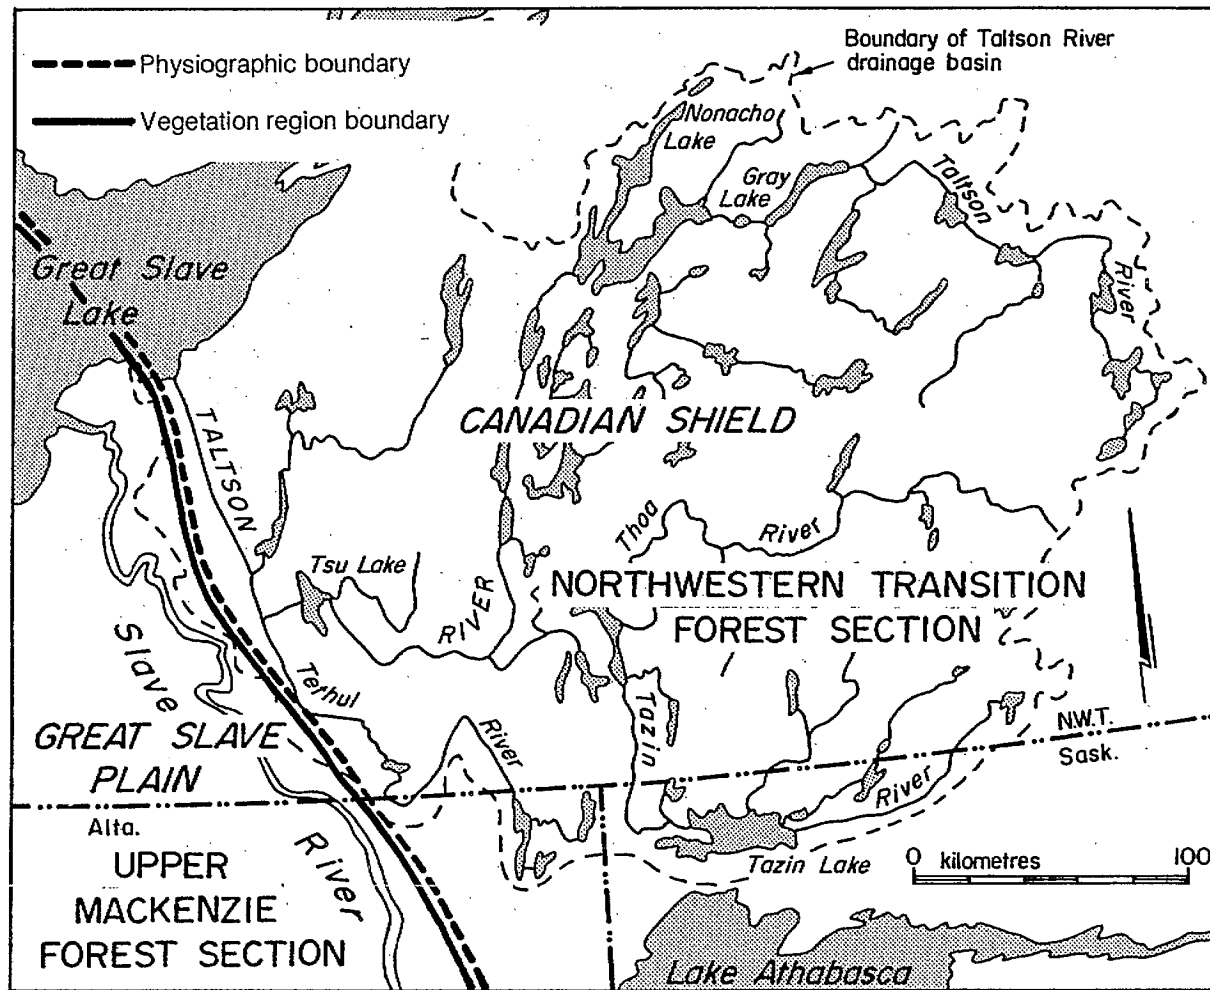 Physiographic boundary
Vegetation region boundary
Boundary of Taltson River
drainage basin
Nonacho
Lake
Gray
Lake
Taltson
River
Great Slave
Lake
TALTSON
CANADIAN SHIELD
Thoa
River
Tsu Lake
RIVER
NORTHWESTERN TRANSITION
FOREST SECTION
Slave
Tethul
River
Tazin
GREAT SLAVE
PLAIN
N.W.T.
Sask.
River
Alta.
River
UPPER
MACKENZIE
FOREST SECTION
Tazin Lake
0 kilometres 100
Lake Athabasca